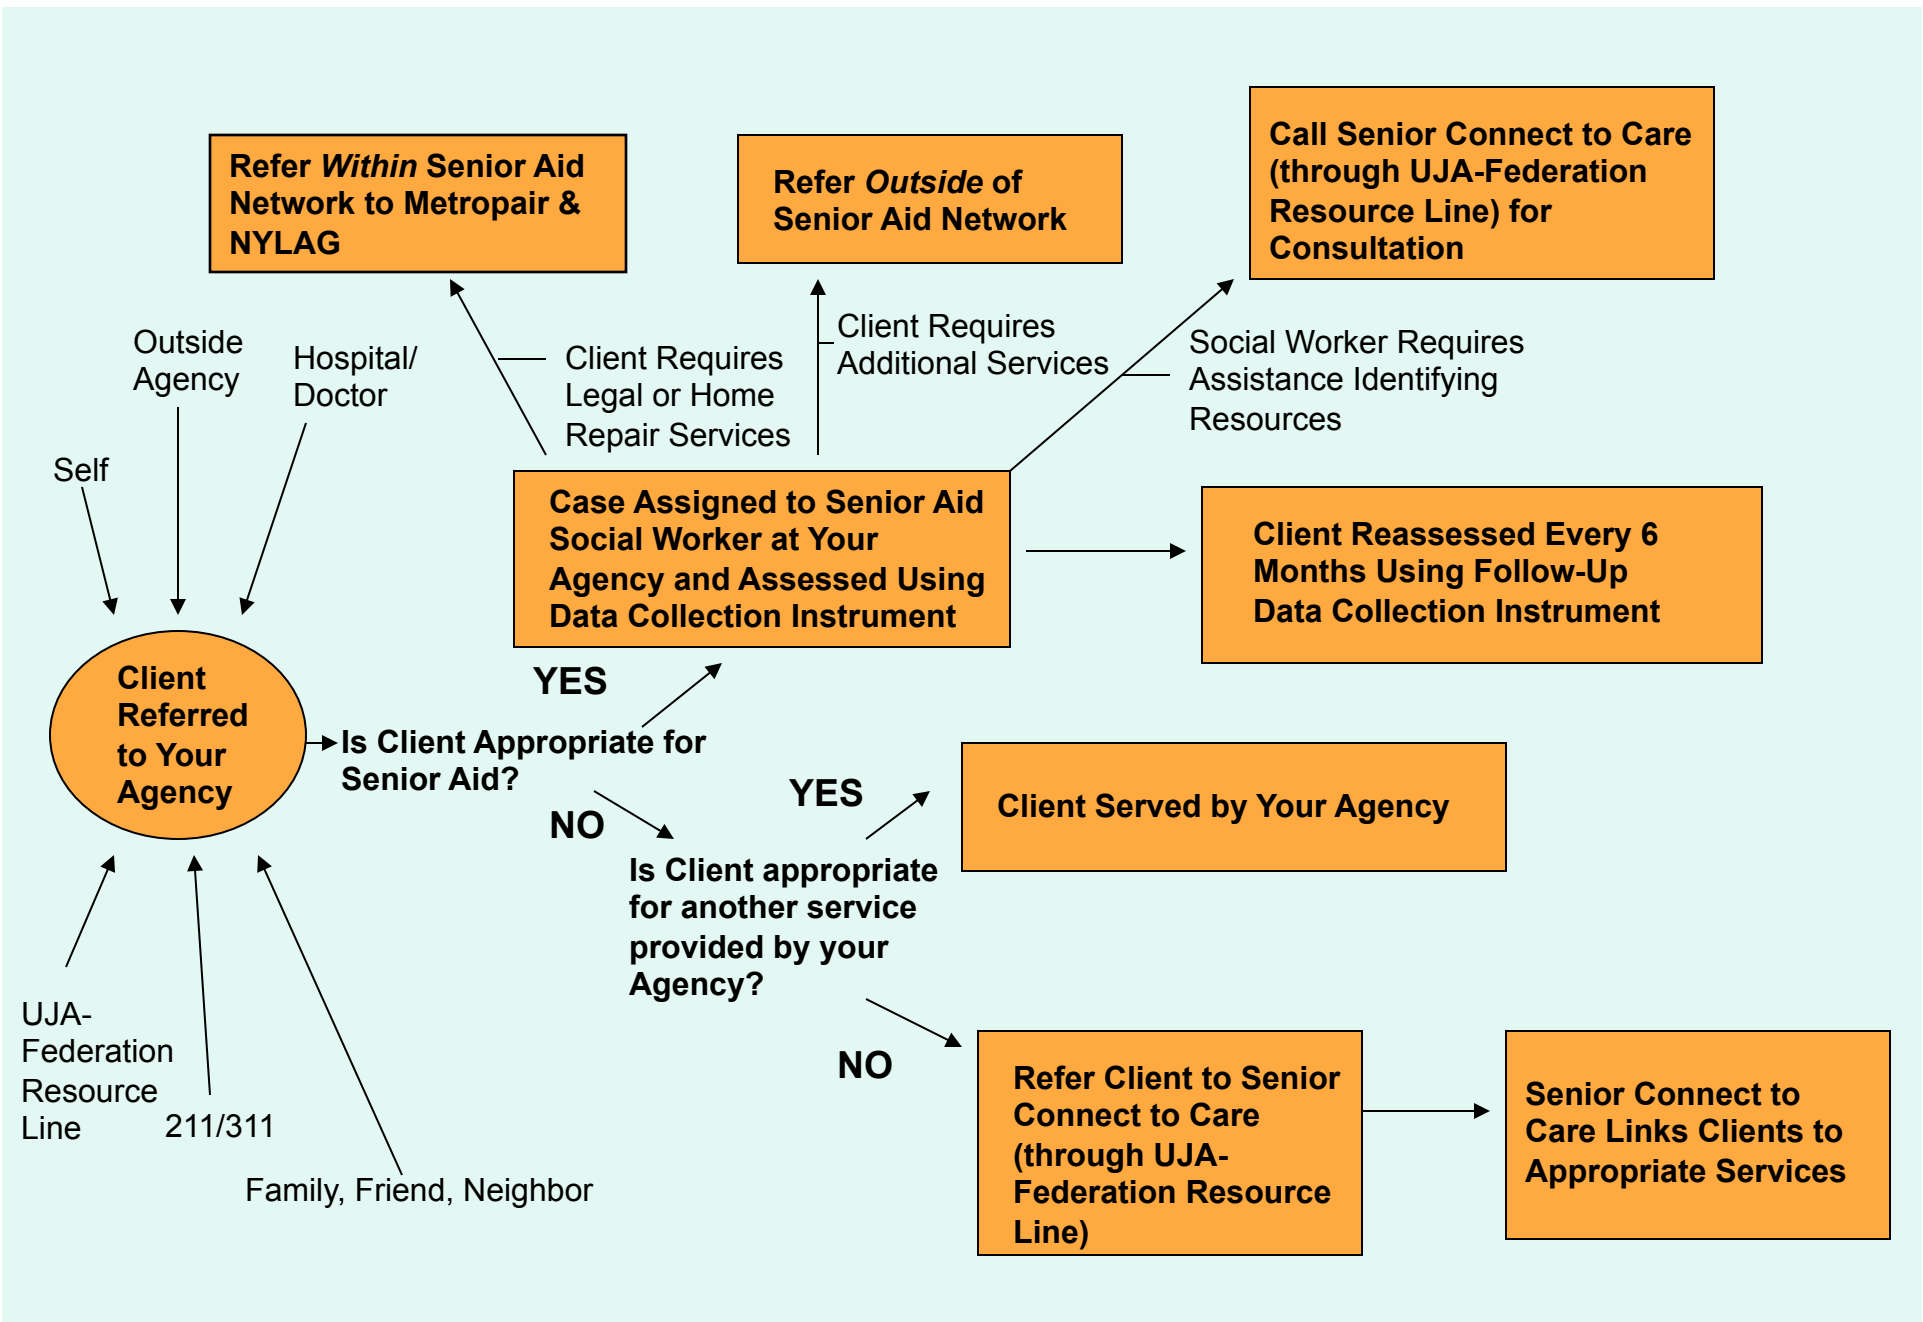 Refer Within Senior Aid
Network to Metropair &
NYLAG
Refer Outside of
Senior Aid Network
Call Senior Connect to Care
(through UJA-Federation
Resource Line) for
Consultation
Outside
Agency
Hospital/
Doctor
Self
Client Requires
Legal or Home
Repair Services
Client Requires
Additional Services
Social Worker Requires
Assistance Identifying
Resources
Case Assigned to Senior Aid
Social Worker at Your
Agency and Assessed Using
Data Collection Instrument
Client Reassessed Every 6
Months Using Follow-Up
Data Collection Instrument
Client
Referred
to Your
Agency
YES
Is Client Appropriate for
Senior Aid?
NO
YES
Client Served by Your Agency
Is Client appropriate
for another service
provided by your
Agency?
NO
UJA-
Federation
Resource
Line
211/311
Family, Friend, Neighbor
Refer Client to Senior
Connect to Care
(through UJA-
Federation Resource
Line)
Senior Connect to
Care Links Clients to
Appropriate Services